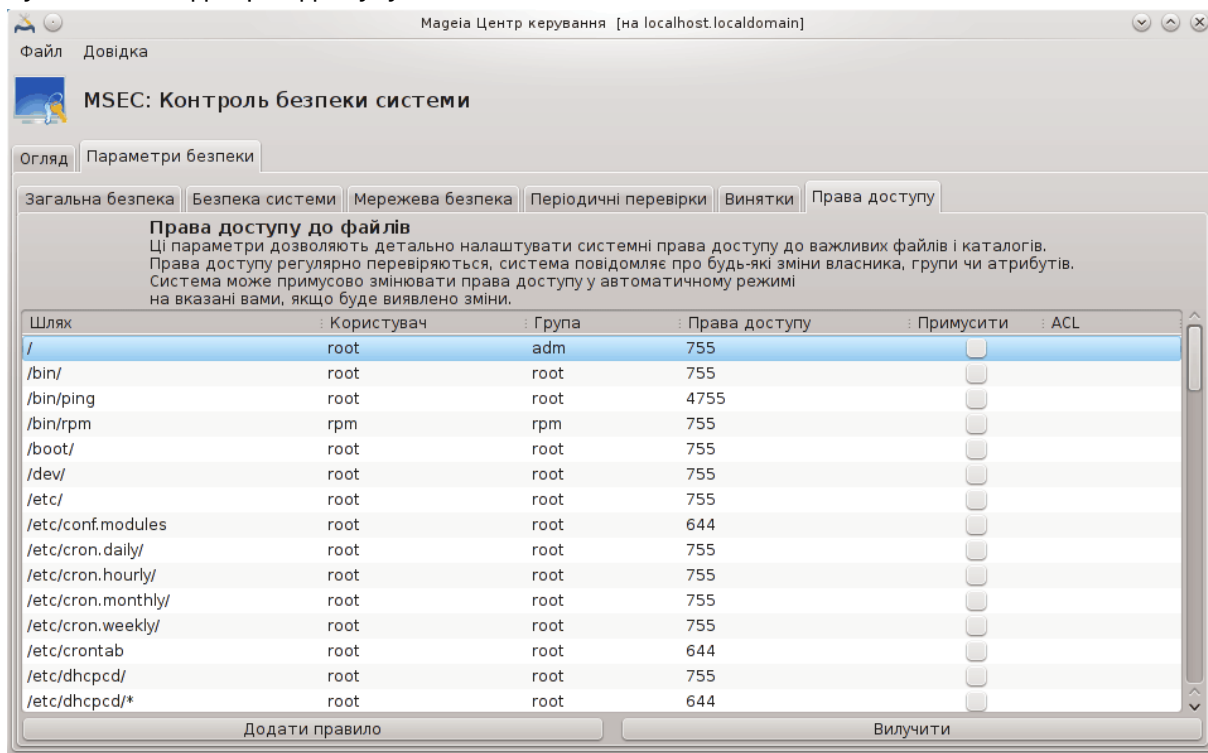 Mageia Центр керування [на localhost.localdomain]
Файл Довідка
MSEC: Контроль безпеки системи
Огляд Параметри безпеки
Загальна безпека Безпека системи Мережева безпека Періодичні перевірки Винятки Права доступу
Права доступу до файлів
Ці параметри дозволяють детально налаштувати системні права доступу до важливих файлів і каталогів.
Права доступу регулярно перевіряються, система повідомляє про будь-які зміни власника, групи чи атрибутів.
Система може примусово змінювати права доступу у автоматичному режимі
на вказані вами, якщо буде виявлено зміни.
Шлях Користувач Група Права доступу Примусити ACL
/ root adm 755
/bin/ root root 755
/bin/ping root root 4755
/bin/rpm rpm rpm 755
/boot/ root root 755
/dev/ root root 755
/etc/ root root 755
/etc/conf.modules root root 644
/etc/cron.daily/ root root 755
/etc/cron.hourly/ root root 755
/etc/cron.monthly/ root root 755
/etc/cron.weekly/ root root 755
/etc/crontab root root 644
/etc/dhcpcd/ root root 755
/etc/dhcpcd/* root root 644
Додати правило Вилучити